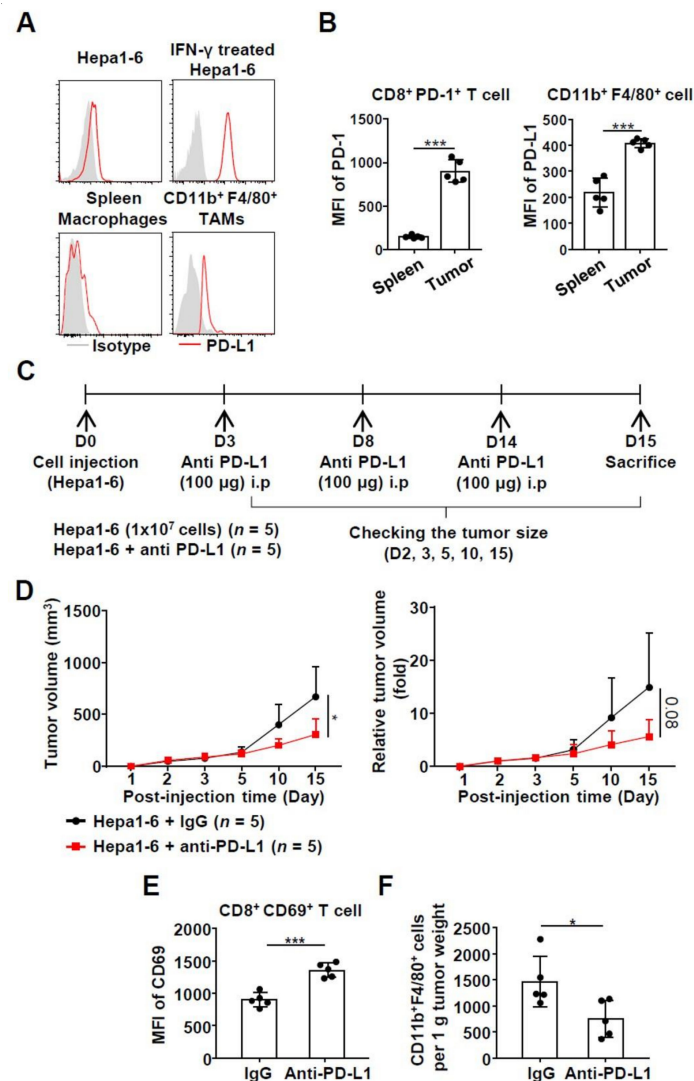 A
Hepa1-6
IFN-γ treated
Hepa1-6
Spleen
Macrophages
CD11b+ F4/80+
TAMs
Isotype
PD-L1
B
CD8+ PD-1+ T cell
MFI of PD-1
1500
1000
500
0
***
Spleen
Tumor
CD11b+ F4/80+ cell
MFI of PD-L1
500
400
300
200
100
0
***
Spleen
Tumor
C
D0
Cell injection
(Hepa1-6)
D3
Anti PD-L1
(100 μg) i.p
D8
Anti PD-L1
(100 μg) i.p
D14
Anti PD-L1
(100 μg) i.p
D15
Sacrifice
Hepa1-6 (1x10⁷ cells) (n = 5)
Hepa1-6 + anti PD-L1 (n = 5)
Checking the tumor size
(D2, 3, 5, 10, 15)
D
Tumor volume (mm³)
1500
1000
500
0
*
1 2 3 5 10 15
Post-injection time (Day)
Relative tumor volume
(fold)
30
20
10
0
0.08
1 2 3 5 10 15
Post-injection time (Day)
Hepa1-6 + IgG (n = 5)
Hepa1-6 + anti-PD-L1 (n = 5)
E
CD8+ CD69+ T cell
MFI of CD69
2000
1500
1000
500
0
***
IgG Anti-PD-L1
F
CD11b+F4/80+ cells
per 1 g tumor weight
2500
2000
1500
1000
500
0
*
IgG Anti-PD-L1